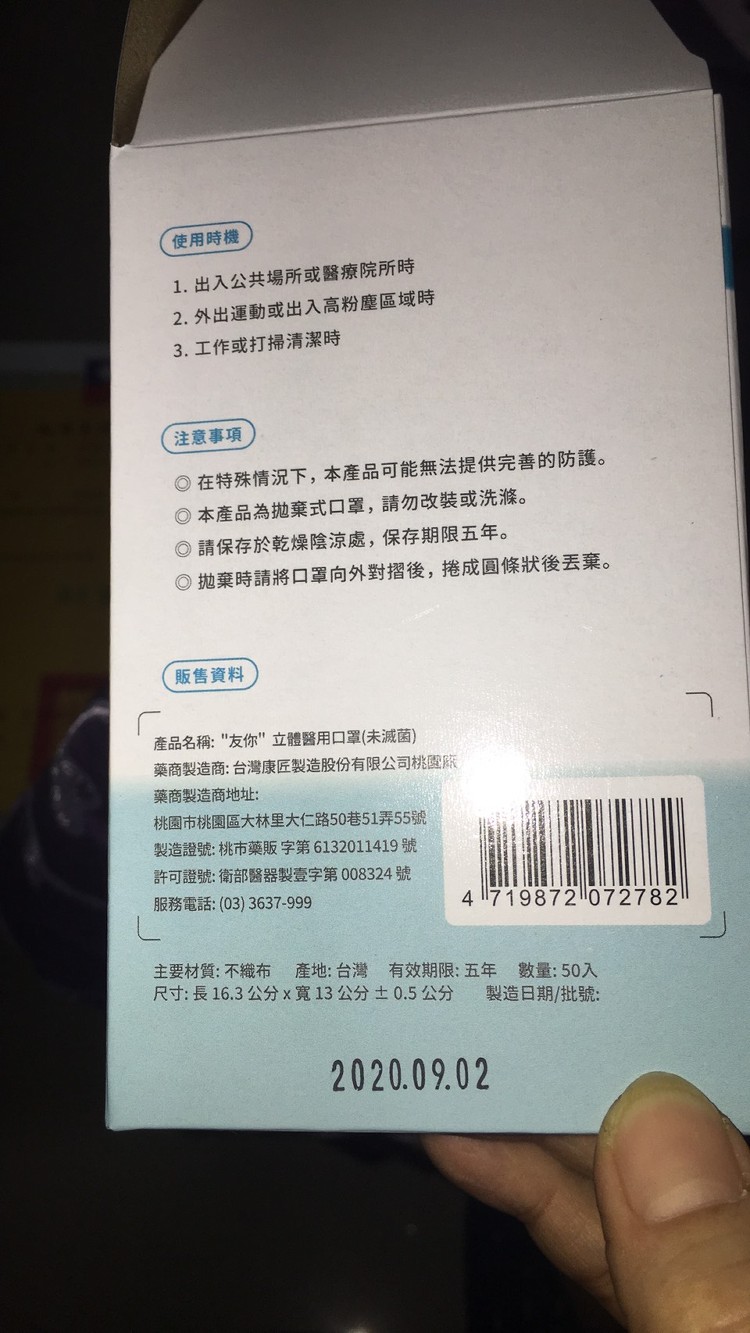 使用時機
1. 出入公共場所或醫療院所時
2. 外出運動或出入高粉塵區域時
3. 工作或打掃清潔時
注意事項
◎ 在特殊情況下, 本產品可能無法提供完善的防護。
◎ 本產品為拋棄式口罩, 請勿改裝或洗滌。
◎ 請保存於乾燥陰涼處, 保存期限五年。
◎ 拋棄時請將口罩向外對摺後, 捲成圓條狀後丟棄。
販售資料
產品名稱: "友你" 立體醫用口罩(未滅菌)
藥商製造商: 台灣康匠製造股份有限公司桃園廠
藥商製造商地址:
桃園市桃園區大林里大仁路50巷51弄55號
製造證號: 桃市藥販 字第 6132011419 號
許可證號: 衛部醫器製壹字第 008324 號
服務電話: (03) 3637-999
4 719872 072782
主要材質: 不織布 產地: 台灣 有效期限: 五年 數量: 50入
尺寸: 長 16.3 公分 x 寬 13 公分 ± 0.5 公分 製造日期/批號:
2020.09.02